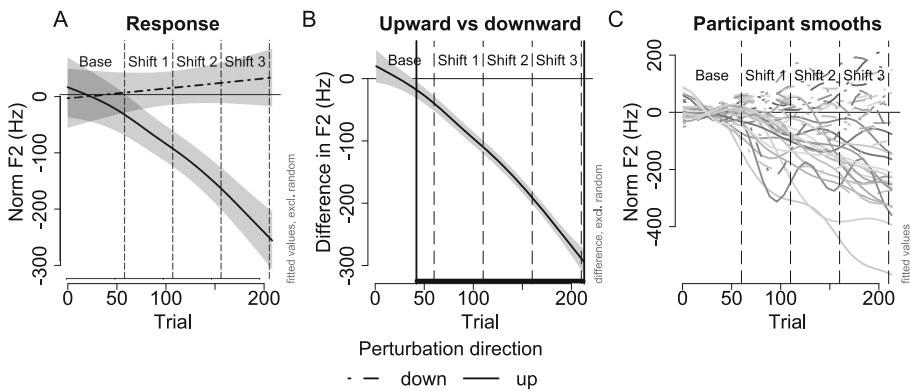 A Response
Base Shift 1 Shift 2 Shift 3
Norm F2 (Hz)
0
-100
-200
-300
0 50 150 200
Trial
fitted values, excl. random
B Upward vs downward
Base Shift 1 Shift 2 Shift 3
Difference in F2 (Hz)
0
-100
-200
-300
0 50 100 200
Trial
difference, excl. random
C Participant smooths
Base Shift 1 Shift 2 Shift 3
Norm F2 (Hz)
200
0
-200
-400
0 50 100 150 200
Trial
fitted values
Perturbation direction
down up